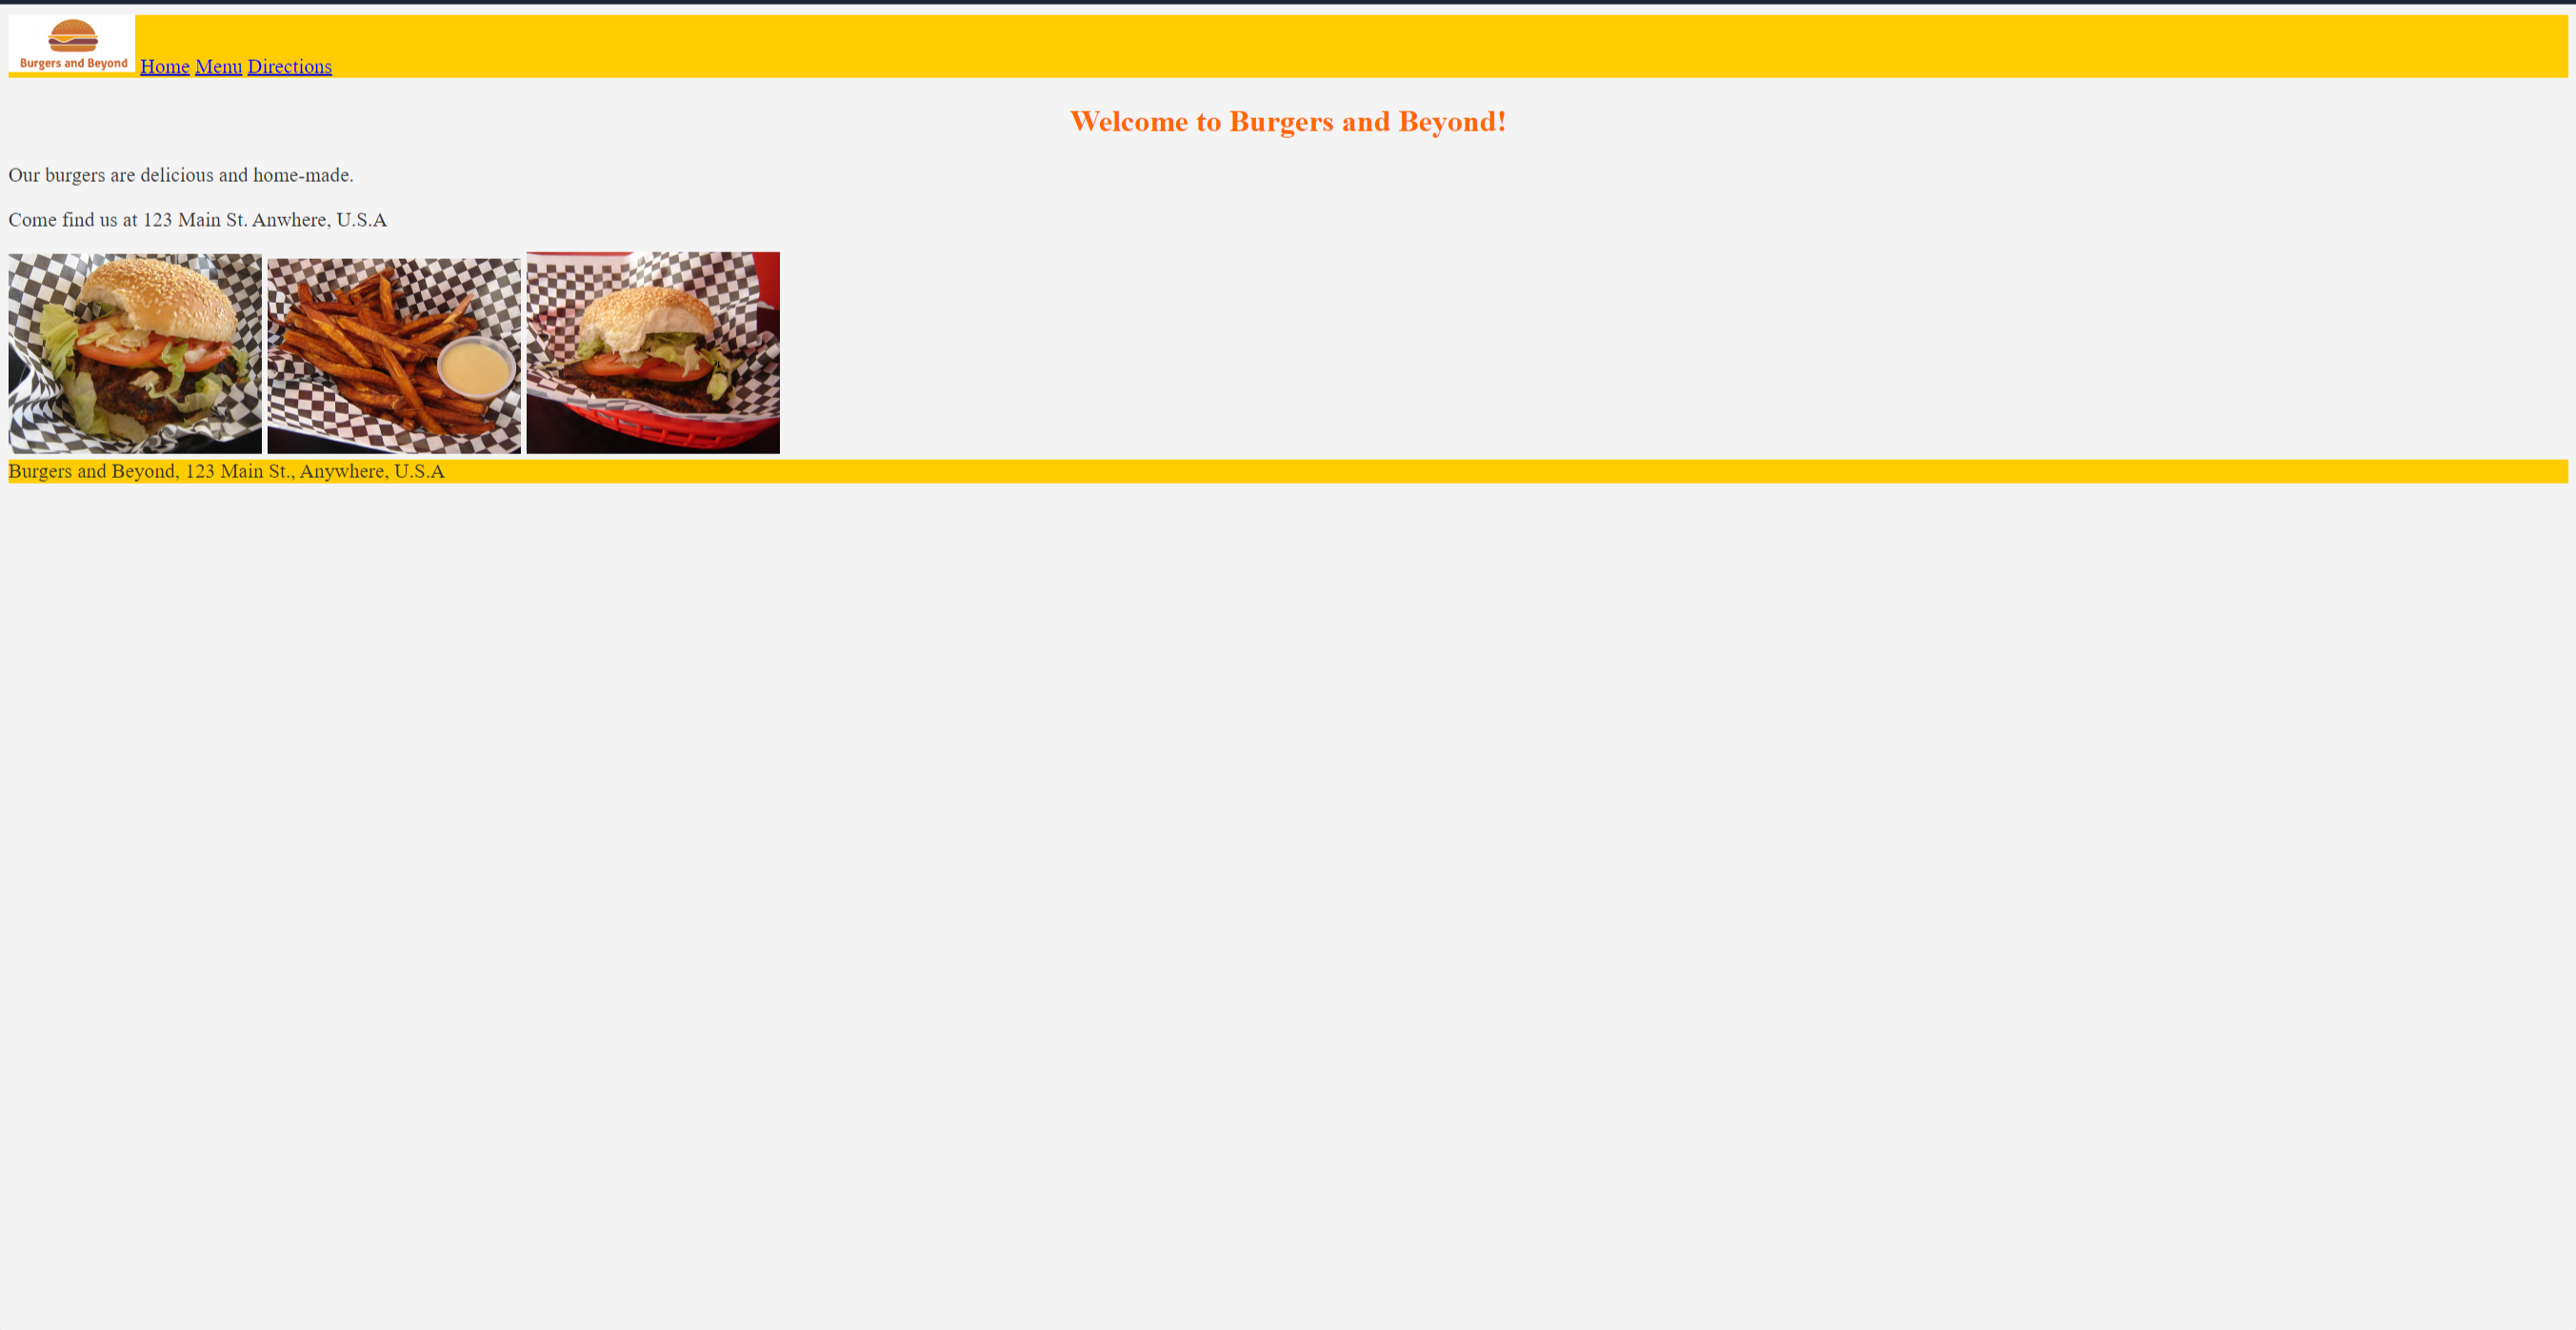 Burgers and Beyond
Home Menu Directions
Welcome to Burgers and Beyond!
Our burgers are delicious and home-made.
Come find us at 123 Main St. Anwhere, U.S.A
Burgers and Beyond, 123 Main St., Anywhere, U.S.A